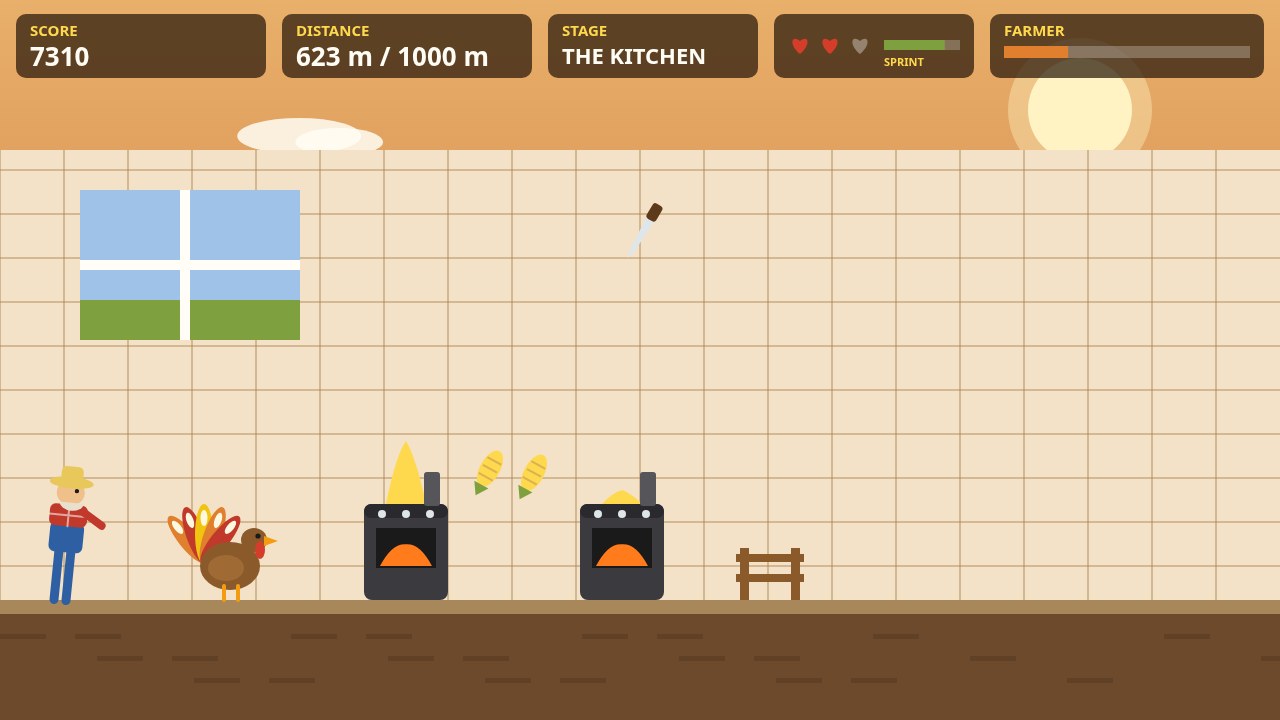 SCORE
7310
DISTANCE
623 m / 1000 m
STAGE
THE KITCHEN
SPRINT
FARMER